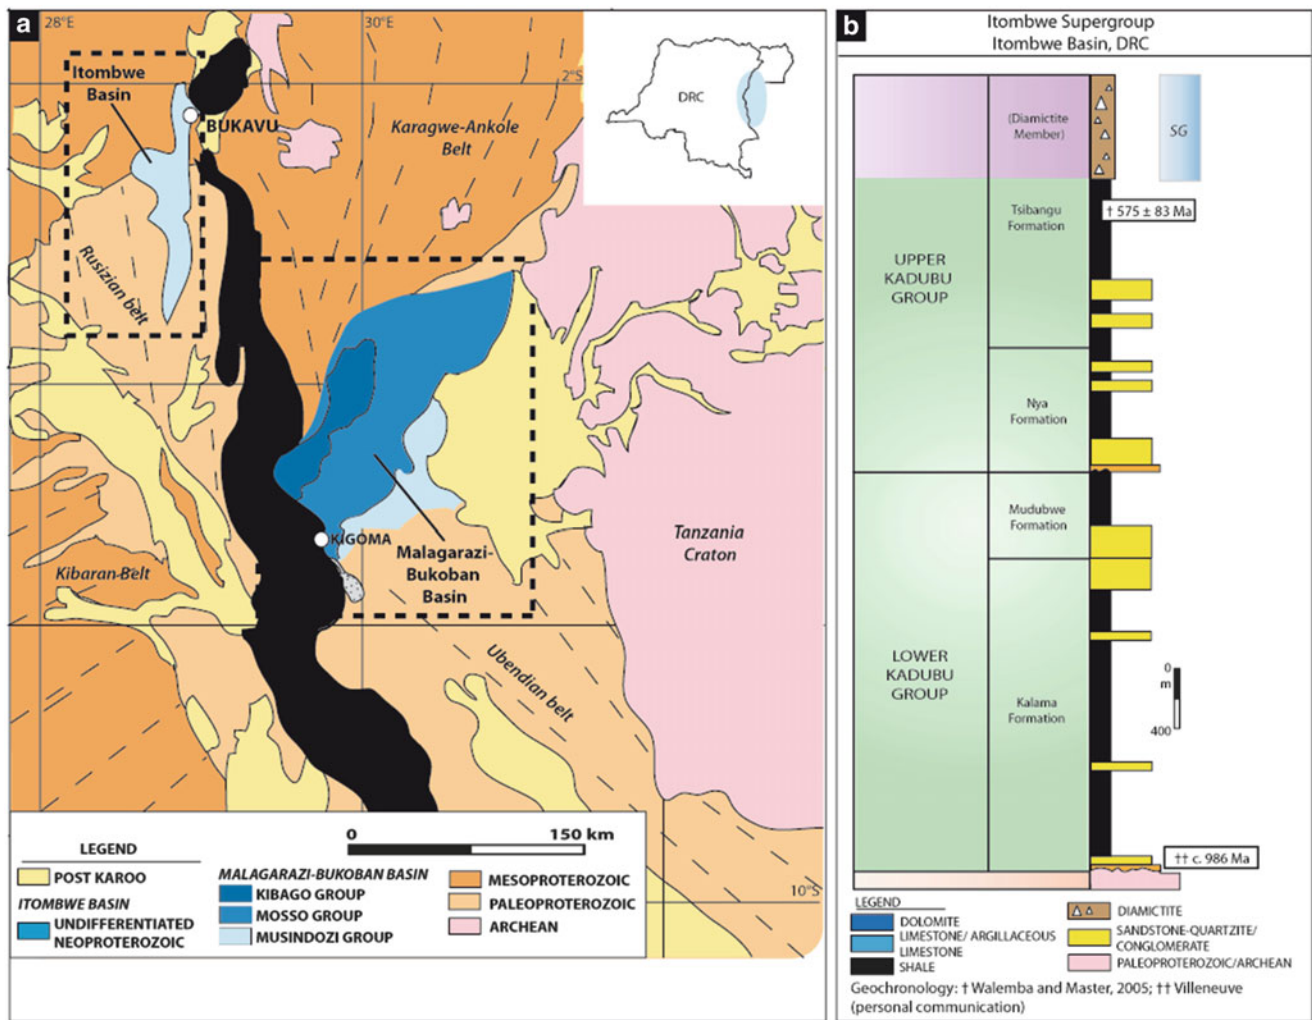 a
28°E
30°E
2°S
Itombwe
Basin
BUKAVU
Karagwe-Ankole
Belt
DRC
Rusizian belt
KIGOMA
Malagarazi-
Bukoban
Basin
Tanzania
Craton
Kibaran-Belt
Ubendian belt
10°S
0 150 km
LEGEND
POST KAROO
ITOMBWE BASIN
UNDIFFERENTIATED
NEOPROTEROZOIC
MALAGARAZI-BUKOBAN BASIN
KIBAGO GROUP
MOSSO GROUP
MUSINDOZI GROUP
MESOPROTEROZOIC
PALEOPROTEROZOIC
ARCHEAN
b
Itombwe Supergroup
Itombwe Basin, DRC
(Diamictite
Member)
SG
Tsibangu
Formation
† 575 ± 83 Ma
UPPER
KADUBU
GROUP
Nya
Formation
Mudubwe
Formation
LOWER
KADUBU
GROUP
Kalama
Formation
0
m
400
†† c. 986 Ma
LEGEND
DOLOMITE
LIMESTONE/ ARGILLACEOUS
LIMESTONE
SHALE
DIAMICTITE
SANDSTONE-QUARTZITE/
CONGLOMERATE
PALEOPROTEROZOIC/ARCHEAN
Geochronology: † Walemba and Master, 2005; †† Villeneuve
(personal communication)